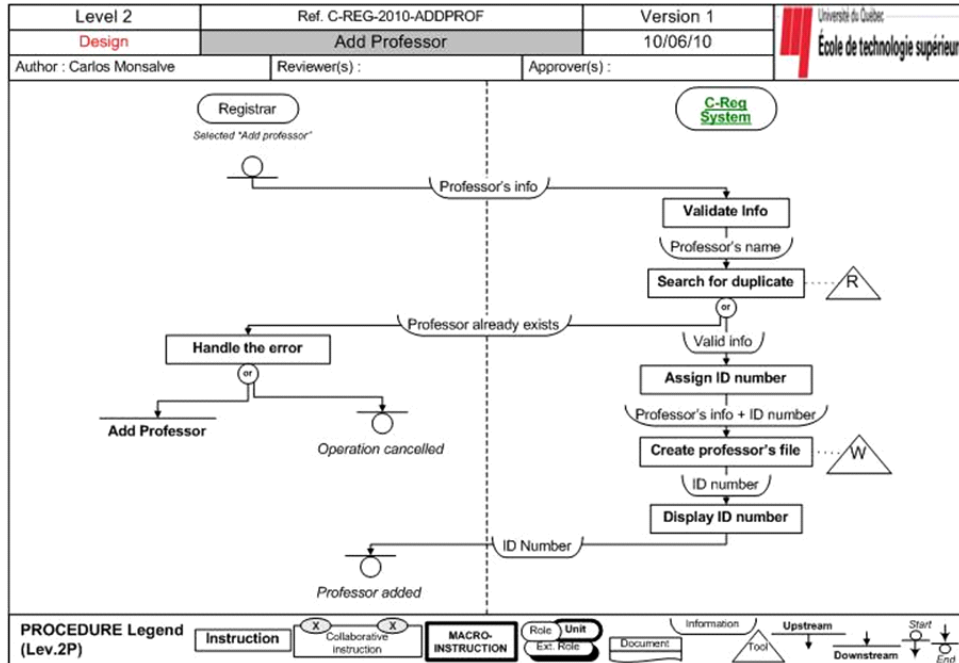 Level 2
Ref. C-REG-2010-ADDPROF
Version 1
Université du Québec
École de technologie supérieur
Design
Add Professor
10/06/10
Author : Carlos Monsalve
Reviewer(s) :
Approver(s) :
Registrar
C-Reg
System
Selected "Add professor"
Professor's info
Validate Info
Professor's name
Search for duplicate
R
or
Professor already exists
Valid info
Handle the error
or
Assign ID number
Add Professor
Operation cancelled
Professor's info + ID number
Create professor's file
W
ID number
Display ID number
ID Number
Professor added
PROCEDURE Legend
(Lev.2P)
Instruction
X
X
Collaborative
instruction
MACRO-
INSTRUCTION
Role
Unit
Ext. Role
Document
Information
Tool
Upstream
Downstream
Start
End